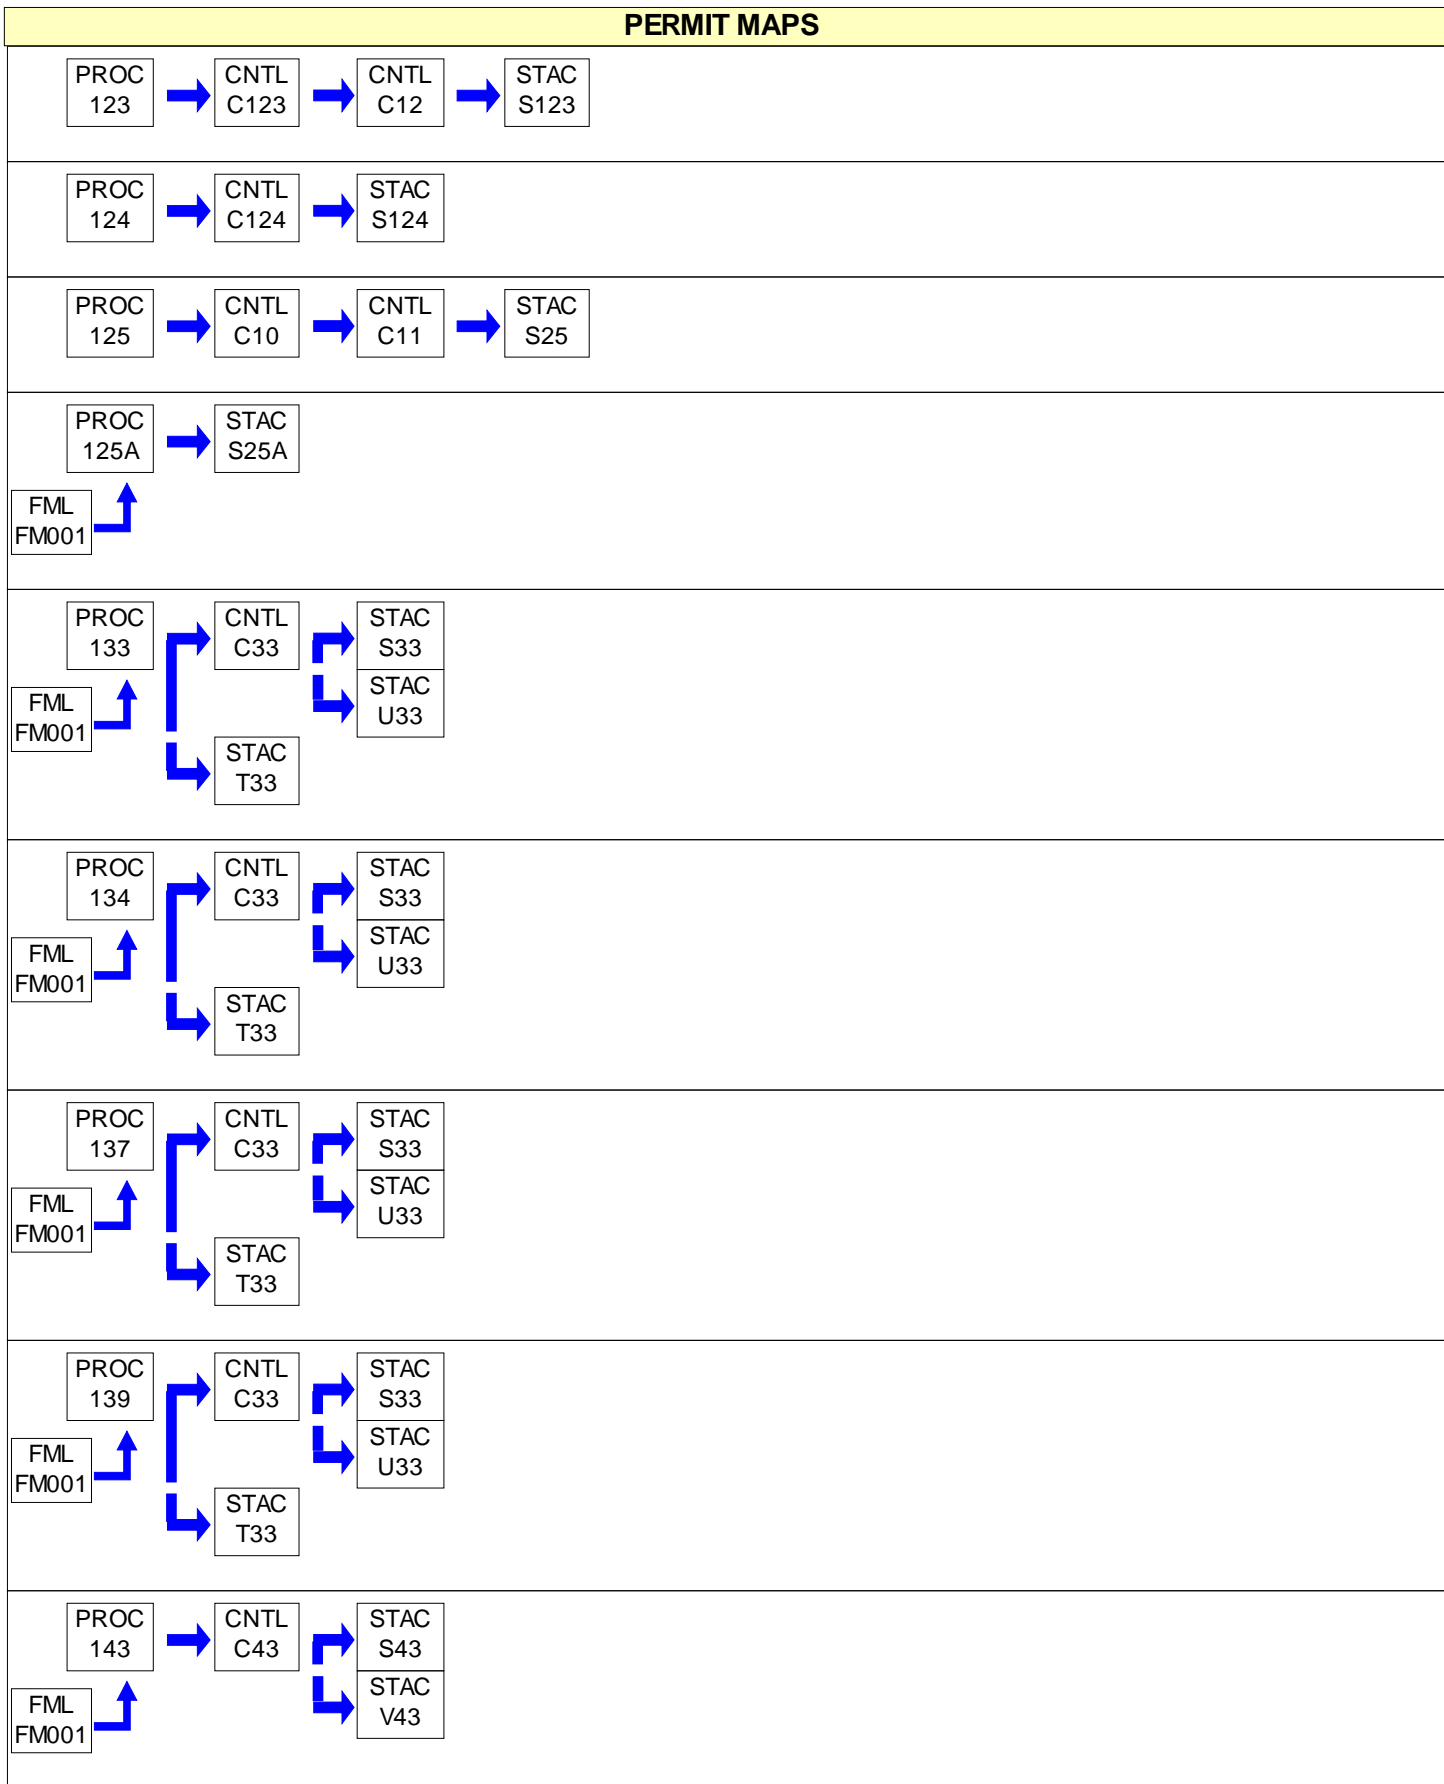 PERMIT MAPS
PROC
123
CNTL
C123
CNTL
C12
STAC
S123
PROC
124
CNTL
C124
STAC
S124
PROC
125
CNTL
C10
CNTL
C11
STAC
S25
PROC
125A
STAC
S25A
FML
FM001
PROC
133
CNTL
C33
STAC
S33
STAC
U33
FML
FM001
STAC
T33
PROC
134
CNTL
C33
STAC
S33
STAC
U33
FML
FM001
STAC
T33
PROC
137
CNTL
C33
STAC
S33
STAC
U33
FML
FM001
STAC
T33
PROC
139
CNTL
C33
STAC
S33
STAC
U33
FML
FM001
STAC
T33
PROC
143
CNTL
C43
STAC
S43
STAC
V43
FML
FM001